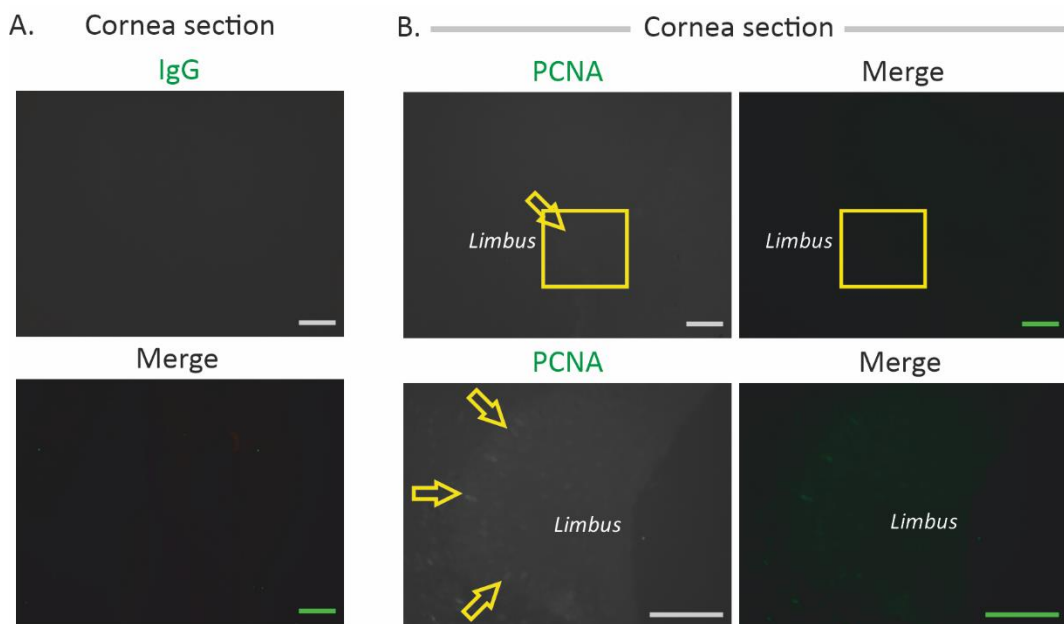 A. Cornea section
IgG
Merge
B. Cornea section
PCNA Merge
Limbus Limbus
PCNA Merge
Limbus Limbus